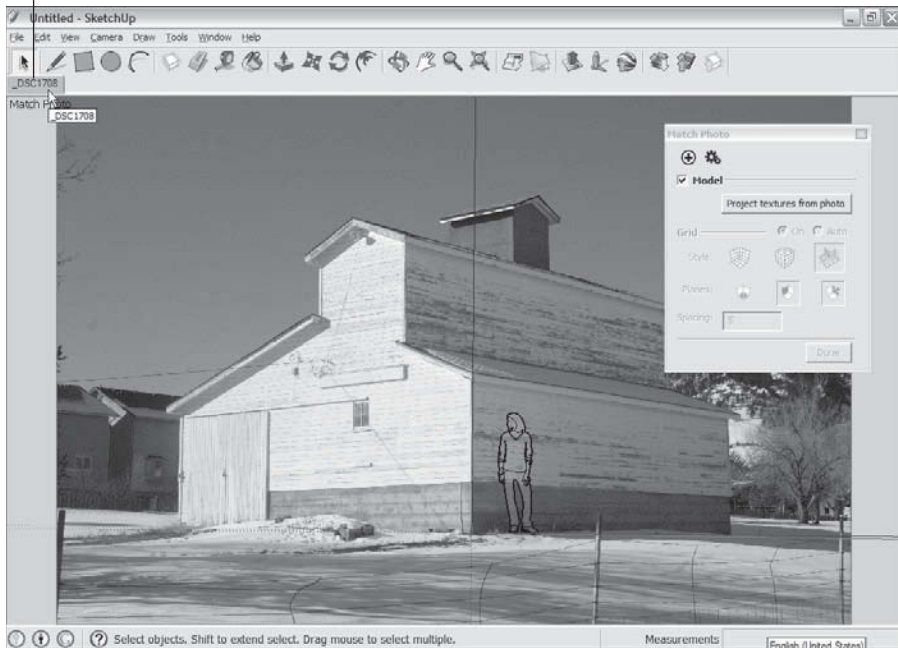 Untitled - SketchUp
File Edit View Camera Draw Tools Window Help
_DSC1708
Match Photo
_DSC1708
Match Photo
Model
Project textures from photo
Grid On Auto
Style:
Planes:
Spacing: 5'
Done
Select objects. Shift to extend select. Drag mouse to select multiple.
Measurements
English (United States)